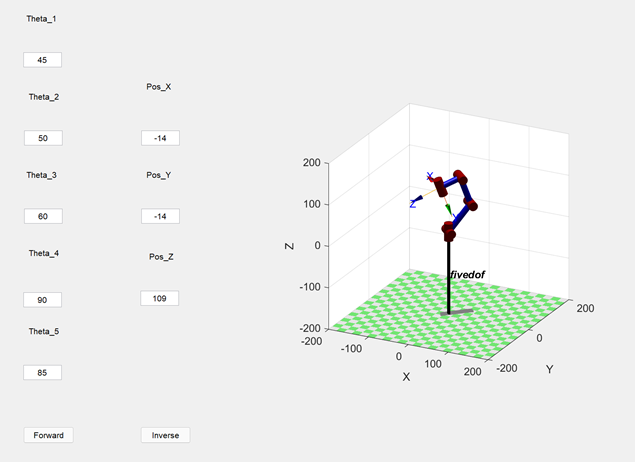 Theta_1
45
Theta_2
50
Theta_3
60
Theta_4
90
Theta_5
85
Pos_X
-14
Pos_Y
-14
Pos_Z
109
Forward
Inverse
200
100
0
-100
-200
Z
-200
-100
0
100
200
X
-200
0
200
Y
X
Z
fivedof